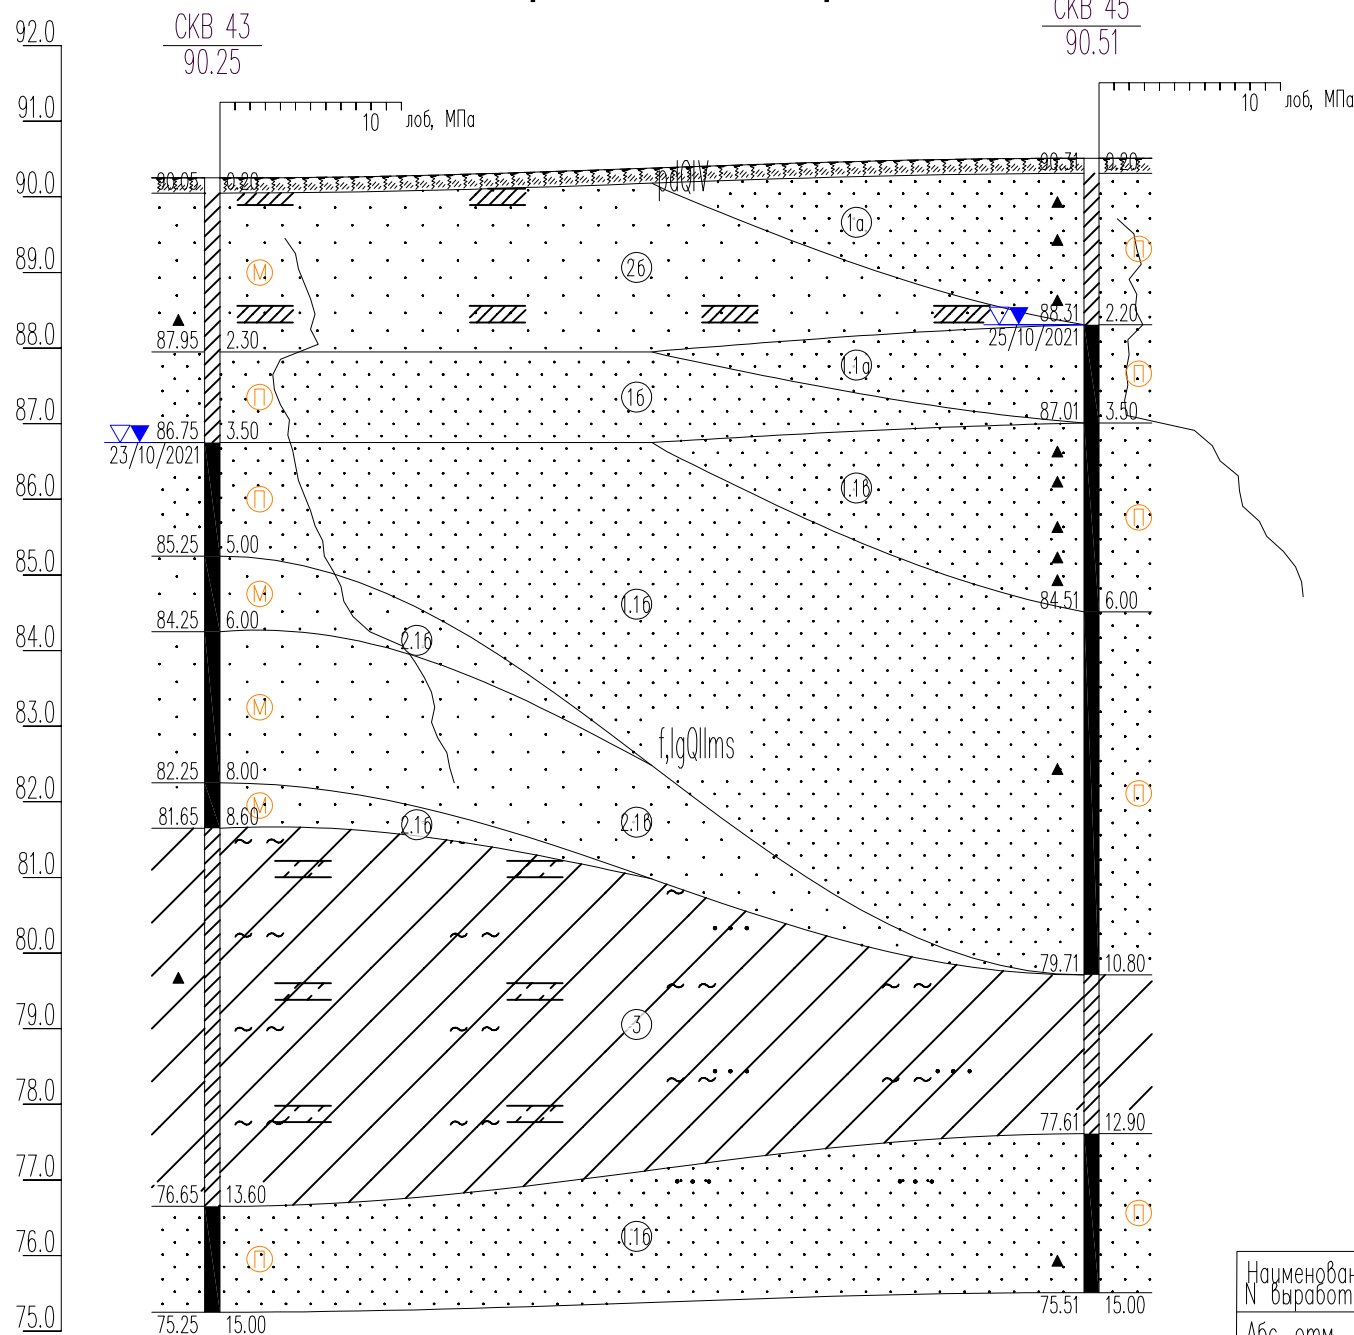 СКВ 43
90.25
СКВ 45
90.51
92.0
91.0
90.0
89.0
88.0
87.0
86.0
85.0
84.0
83.0
82.0
81.0
80.0
79.0
78.0
77.0
76.0
75.0
10 лоб, МПа
10 лоб, МПа
90.05 0.20
pdQIV
90.31 0.20
1а
2б
М
П
88.31 2.20
25/10/2021
87.95 2.30
1.1а
П
1б
П
87.01 3.50
86.75 3.50
23/10/2021
1.1б
П
П
85.25 5.00
М
1.1б
84.51 6.00
84.25 6.00
2.1б
М
f,lgQIIms
82.25 8.00
М
П
81.65 8.60
2.1б
2.1б
79.71 10.80
3
77.61 12.90
76.65 13.60
П
1.1б
П
75.25 15.00
75.51 15.00
Наименован
N выработ
Абс. отм.